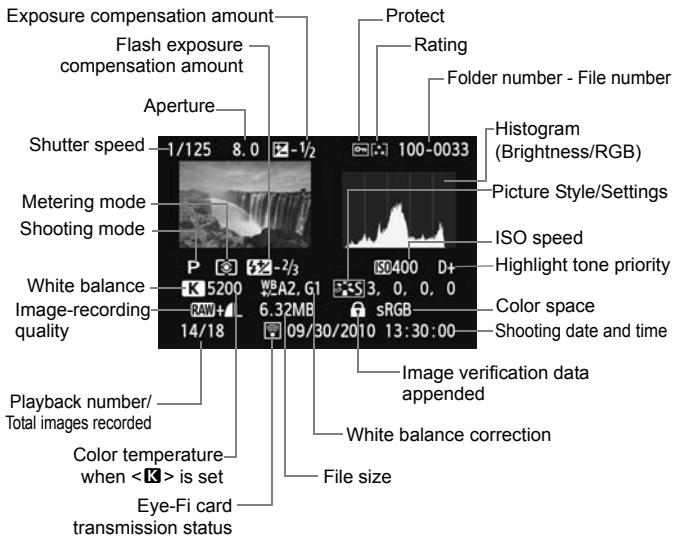 Exposure compensation amount
Protect
Flash exposure
compensation amount
Rating
Folder number - File number
Aperture
Shutter speed
1/125 8.0 -1/2 100-0033
Histogram
(Brightness/RGB)
Metering mode
Shooting mode
Picture Style/Settings
ISO speed
P -2/3 ISO400 D+
Highlight tone priority
White balance
K 5200 WB A2, G1 S 3, 0, 0, 0
Image-recording
quality
RAW+L 6.32MB sRGB
Color space
14/18 09/30/2010 13:30:00
Shooting date and time
Playback number/
Total images recorded
Image verification data
appended
White balance correction
Color temperature
when <K> is set
File size
Eye-Fi card
transmission status